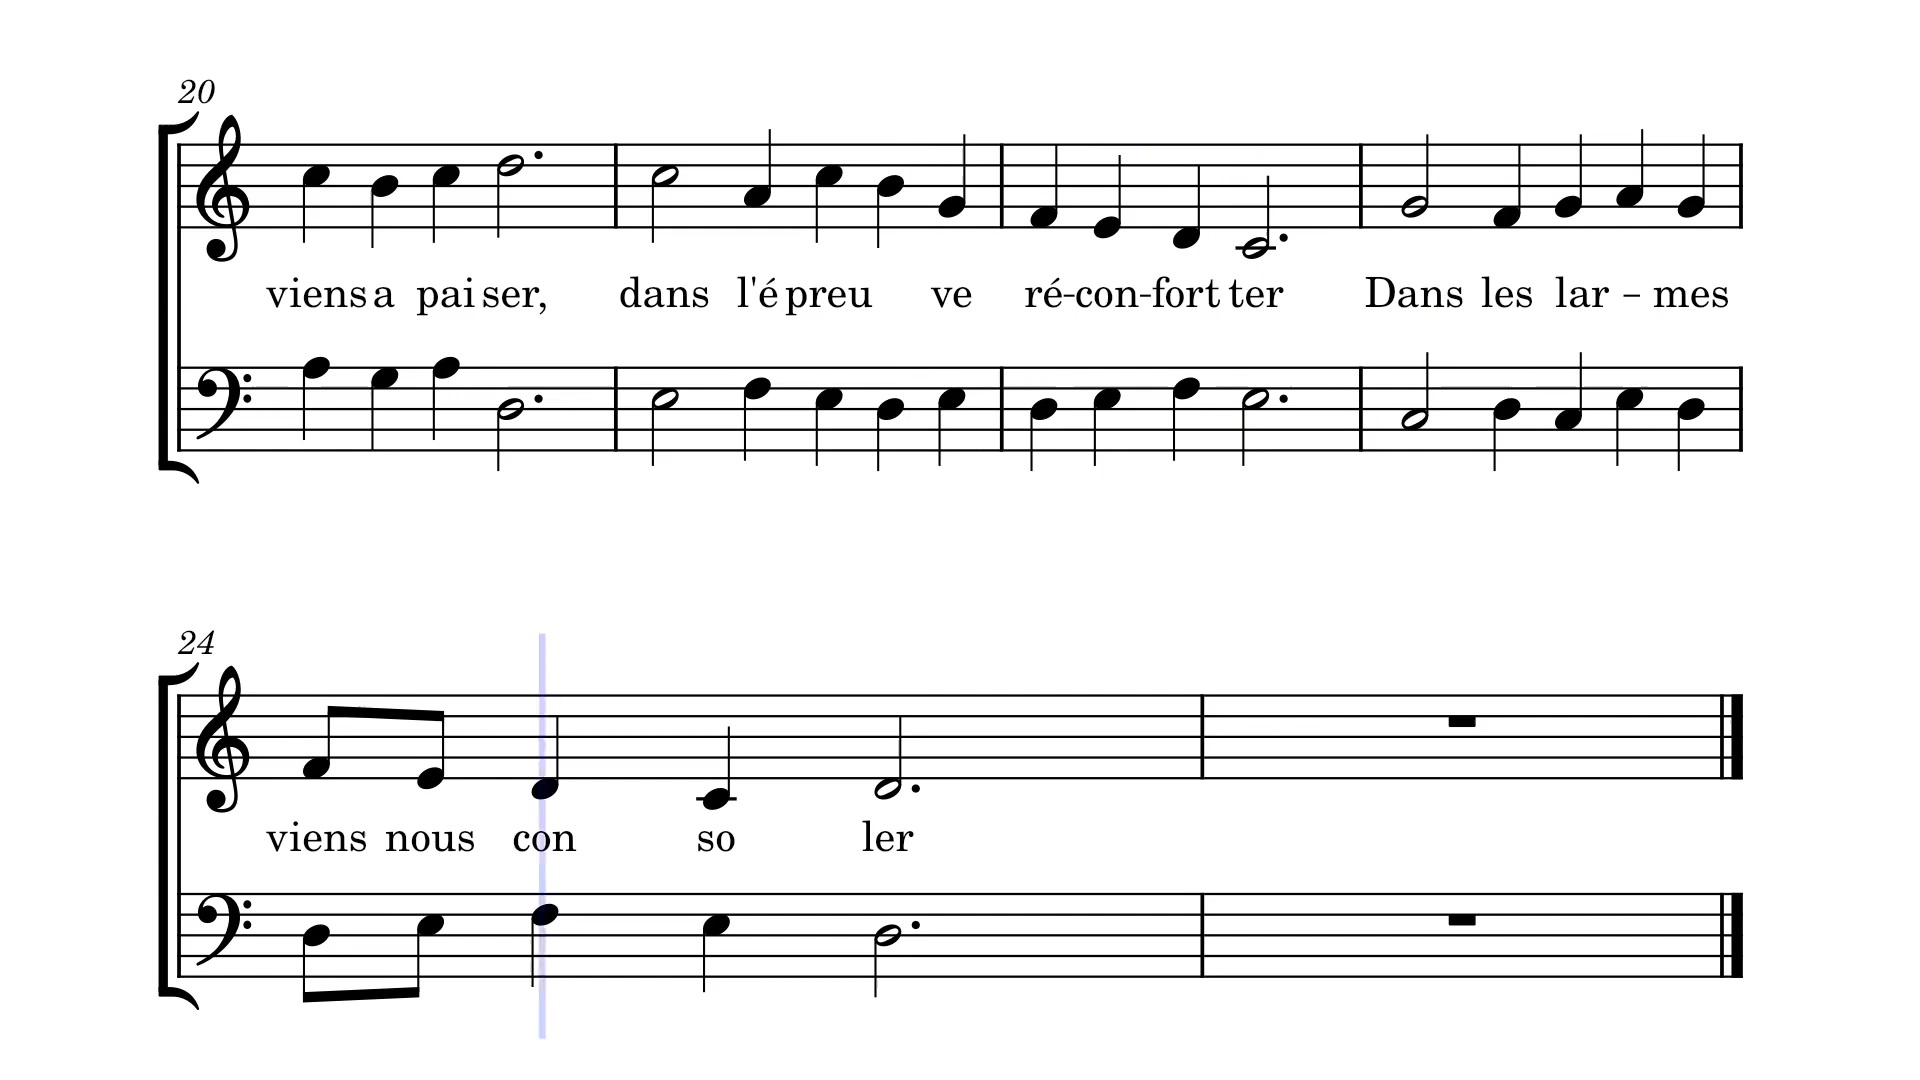 20
viens a pai ser, dans l'é preu ve ré-con-fort ter Dans les lar - mes
24
viens nous con so ler